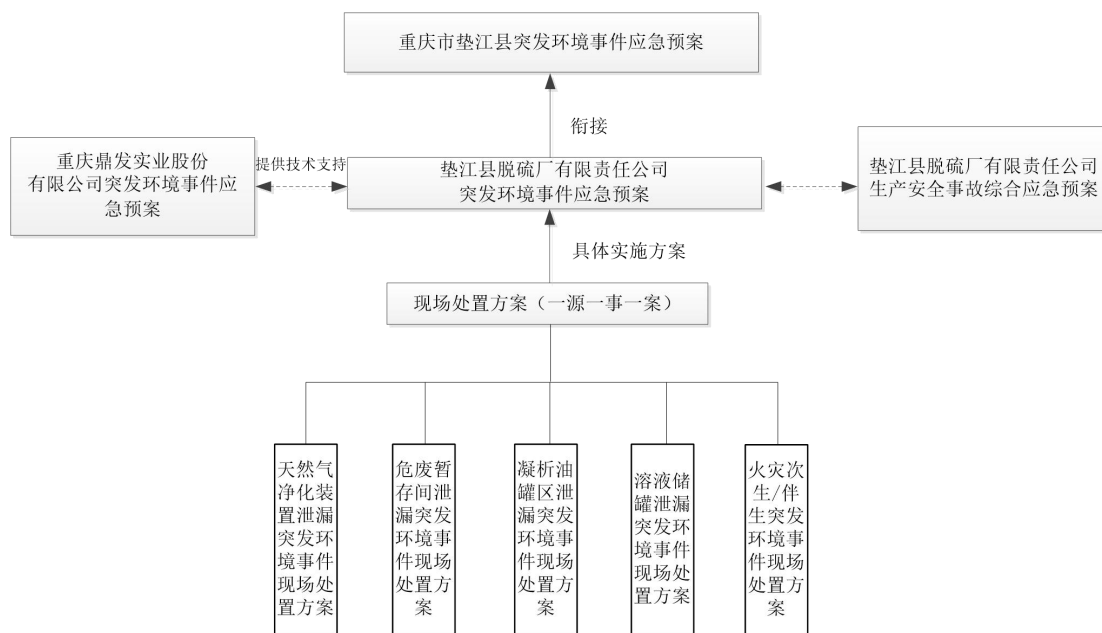 重庆市垫江县突发环境事件应急预案
衔接
重庆鼎发实业股份
有限公司突发环境事件应
急预案
提供技术支持
垫江县脱硫厂有限责任公司
突发环境事件应急预案
垫江县脱硫厂有限责任公司
生产安全事故综合应急预案
具体实施方案
现场处置方案（一源一事一案）
天然气
净化装
置泄漏
突发环
境事件
现场处
置方案
危废暂
存间泄
漏突发
环境事
件现场
处置方
案
凝析油
罐区泄
漏突发
环境事
件现场
处置方
案
溶液储
罐泄漏
突发环
境事件
现场处
置方案
火灾次
生/伴
生突发
环境事
件现场
处置方
案